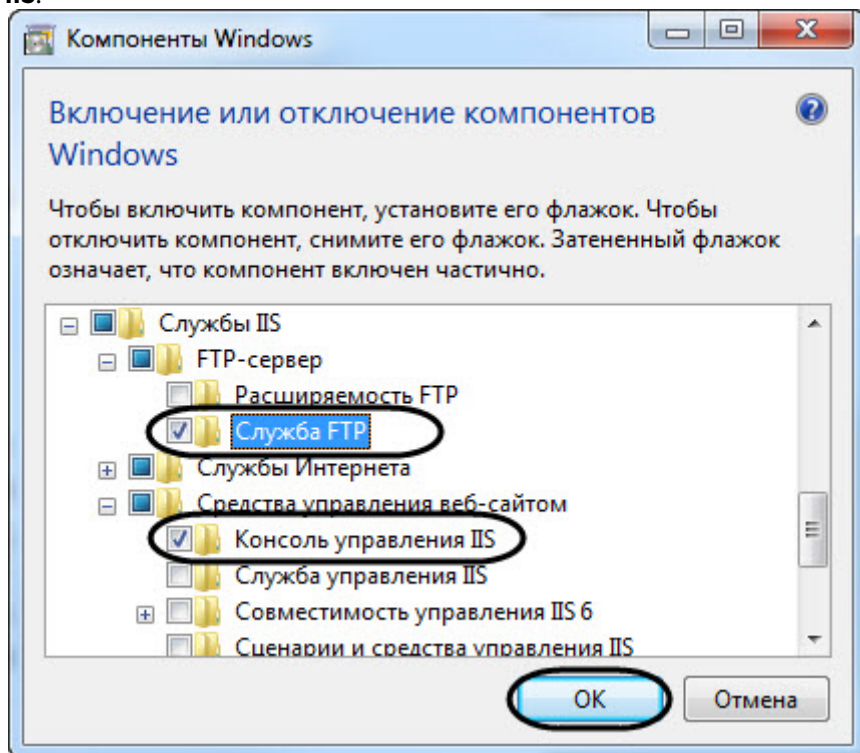 IIS.
Компоненты Windows
Включение или отключение компонентов
Windows
Чтобы включить компонент, установите его флажок. Чтобы
отключить компонент, снимите его флажок. Затененный флажок
означает, что компонент включен частично.
Службы IIS
FTP-сервер
Расширяемость FTP
Служба FTP
Службы Интернета
Средства управления веб-сайтом
Консоль управления IIS
Служба управления IIS
Совместимость управления IIS 6
Сценарии и средства управления IIS
ОК
Отмена